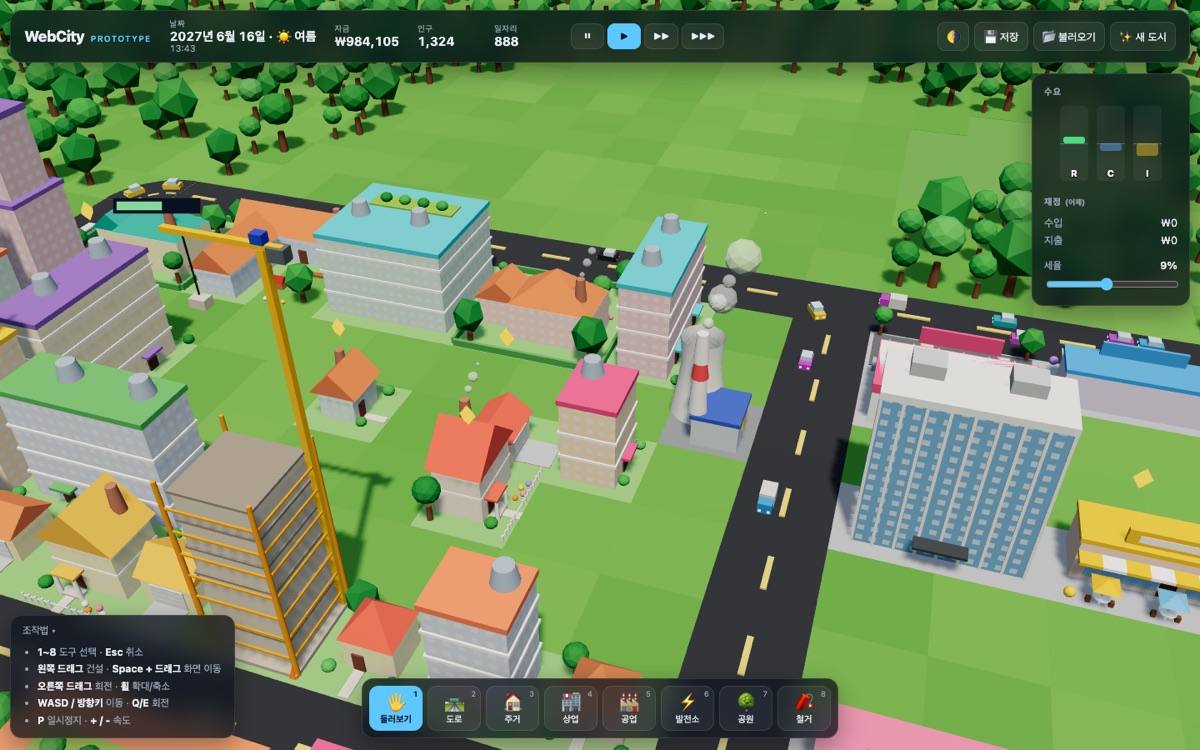 WebCity PROTOTYPE
날짜
2027년 6월 16일 · ☀️ 여름
13:43
자금
₩984,105
인구
1,324
일자리
888
💾 저장
📂 불러오기
✨ 새 도시
수요
R C I
재정 (어제)
수입 ₩0
지출 ₩0
세율 9%
조작법
1~8 도구 선택 · Esc 취소
왼쪽 드래그 건설 · Space + 드래그 화면 이동
오른쪽 드래그 회전 · 휠 확대/축소
WASD / 방향키 이동 · Q/E 회전
P 일시정지 · + / - 속도
1 둘러보기
2 도로
3 주거
4 상업
5 공업
6 발전소
7 공원
8 철거